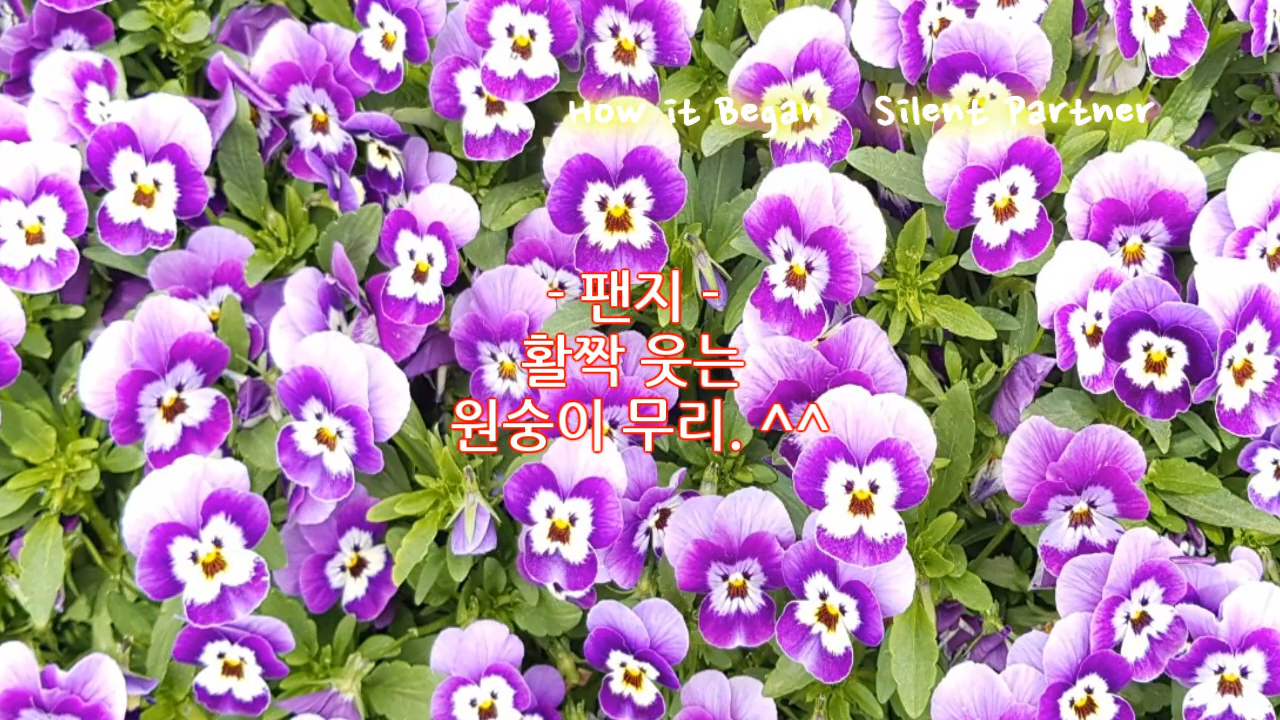 How it Began   Silent Partner
- 팬지 -
활짝 웃는
원숭이 무리. ^^